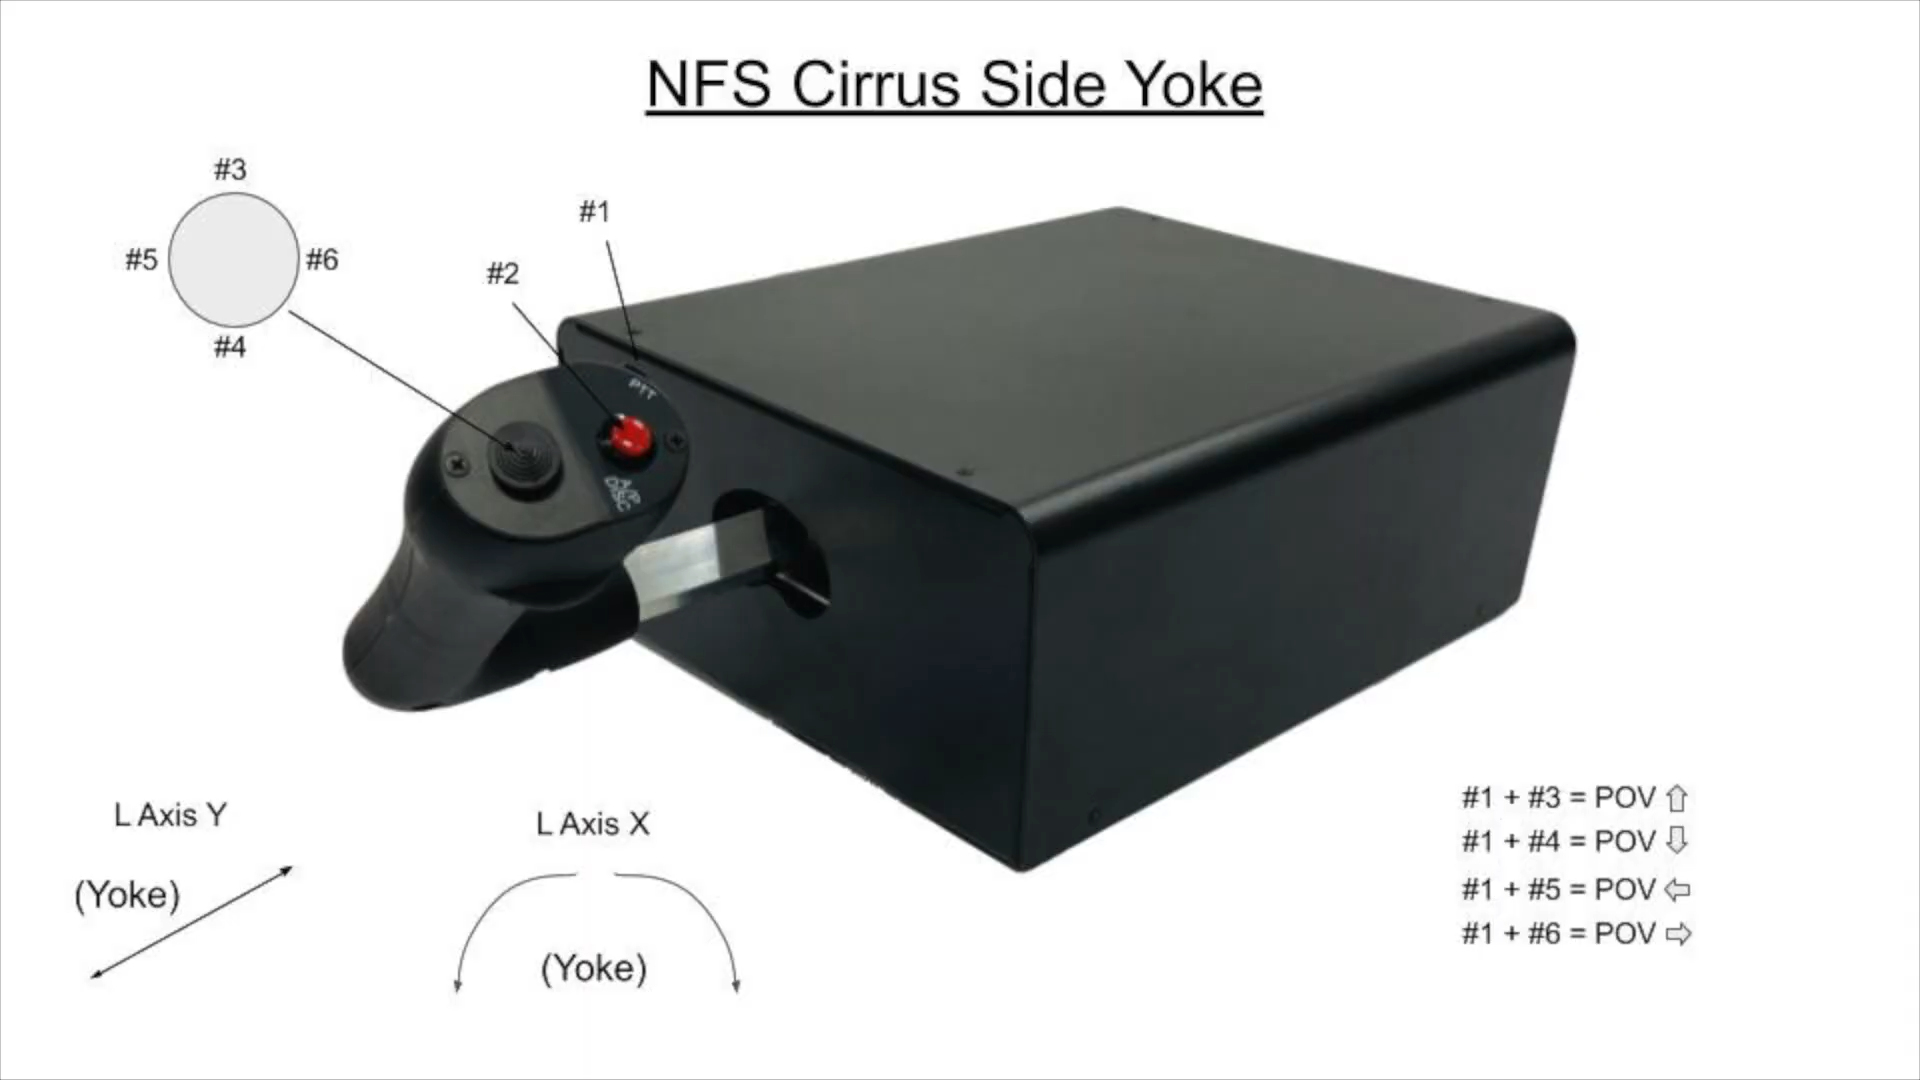 NFS Cirrus Side Yoke
#3
#5
#6
#4
#1
#2
PTT
A/P
DISC
L Axis Y
(Yoke)
L Axis X
(Yoke)
#1 + #3 = POV ⇧
#1 + #4 = POV ⇩
#1 + #5 = POV ⇦
#1 + #6 = POV ⇨